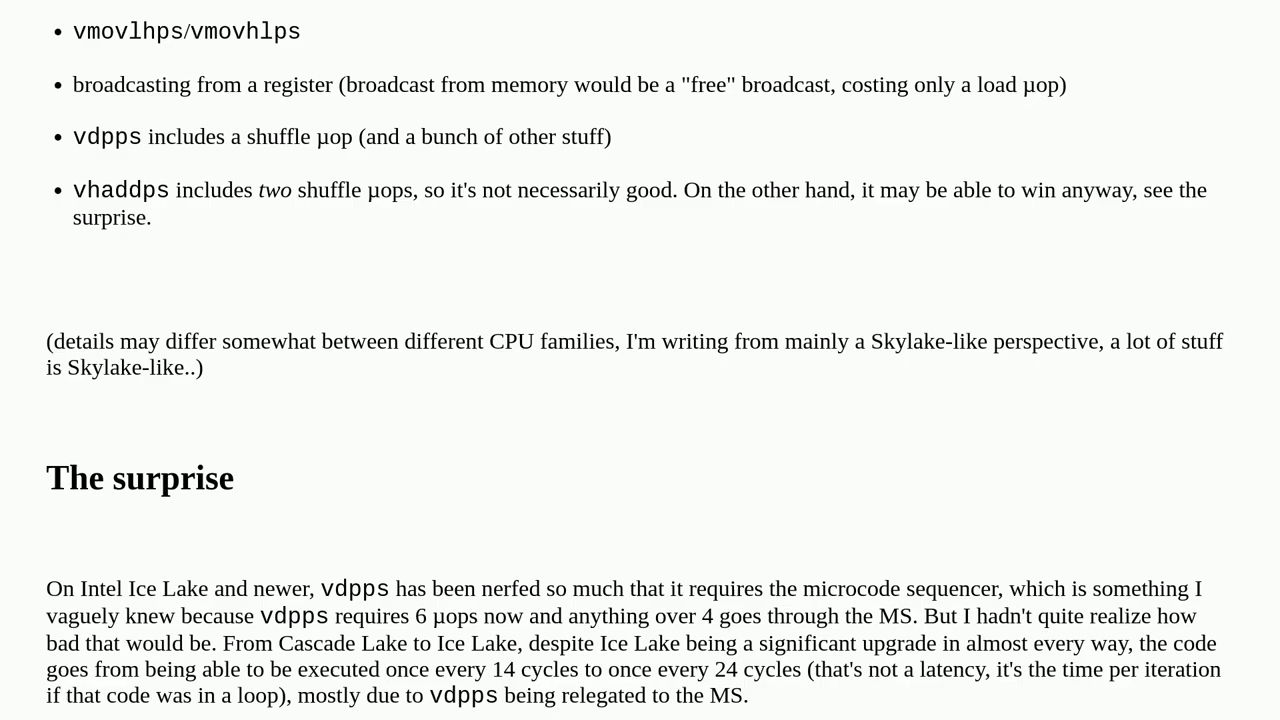 • vmovlhps/vmovhlps
• broadcasting from a register (broadcast from memory would be a "free" broadcast, costing only a load µop)
• vdpps includes a shuffle µop (and a bunch of other stuff)
• vhaddps includes two shuffle µops, so it's not necessarily good. On the other hand, it may be able to win anyway, see the
surprise.
(details may differ somewhat between different CPU families, I'm writing from mainly a Skylake-like perspective, a lot of stuff
is Skylake-like..)
The surprise
On Intel Ice Lake and newer, vdpps has been nerfed so much that it requires the microcode sequencer, which is something I
vaguely knew because vdpps requires 6 µops now and anything over 4 goes through the MS. But I hadn't quite realize how
bad that would be. From Cascade Lake to Ice Lake, despite Ice Lake being a significant upgrade in almost every way, the code
goes from being able to be executed once every 14 cycles to once every 24 cycles (that's not a latency, it's the time per iteration
if that code was in a loop), mostly due to vdpps being relegated to the MS.